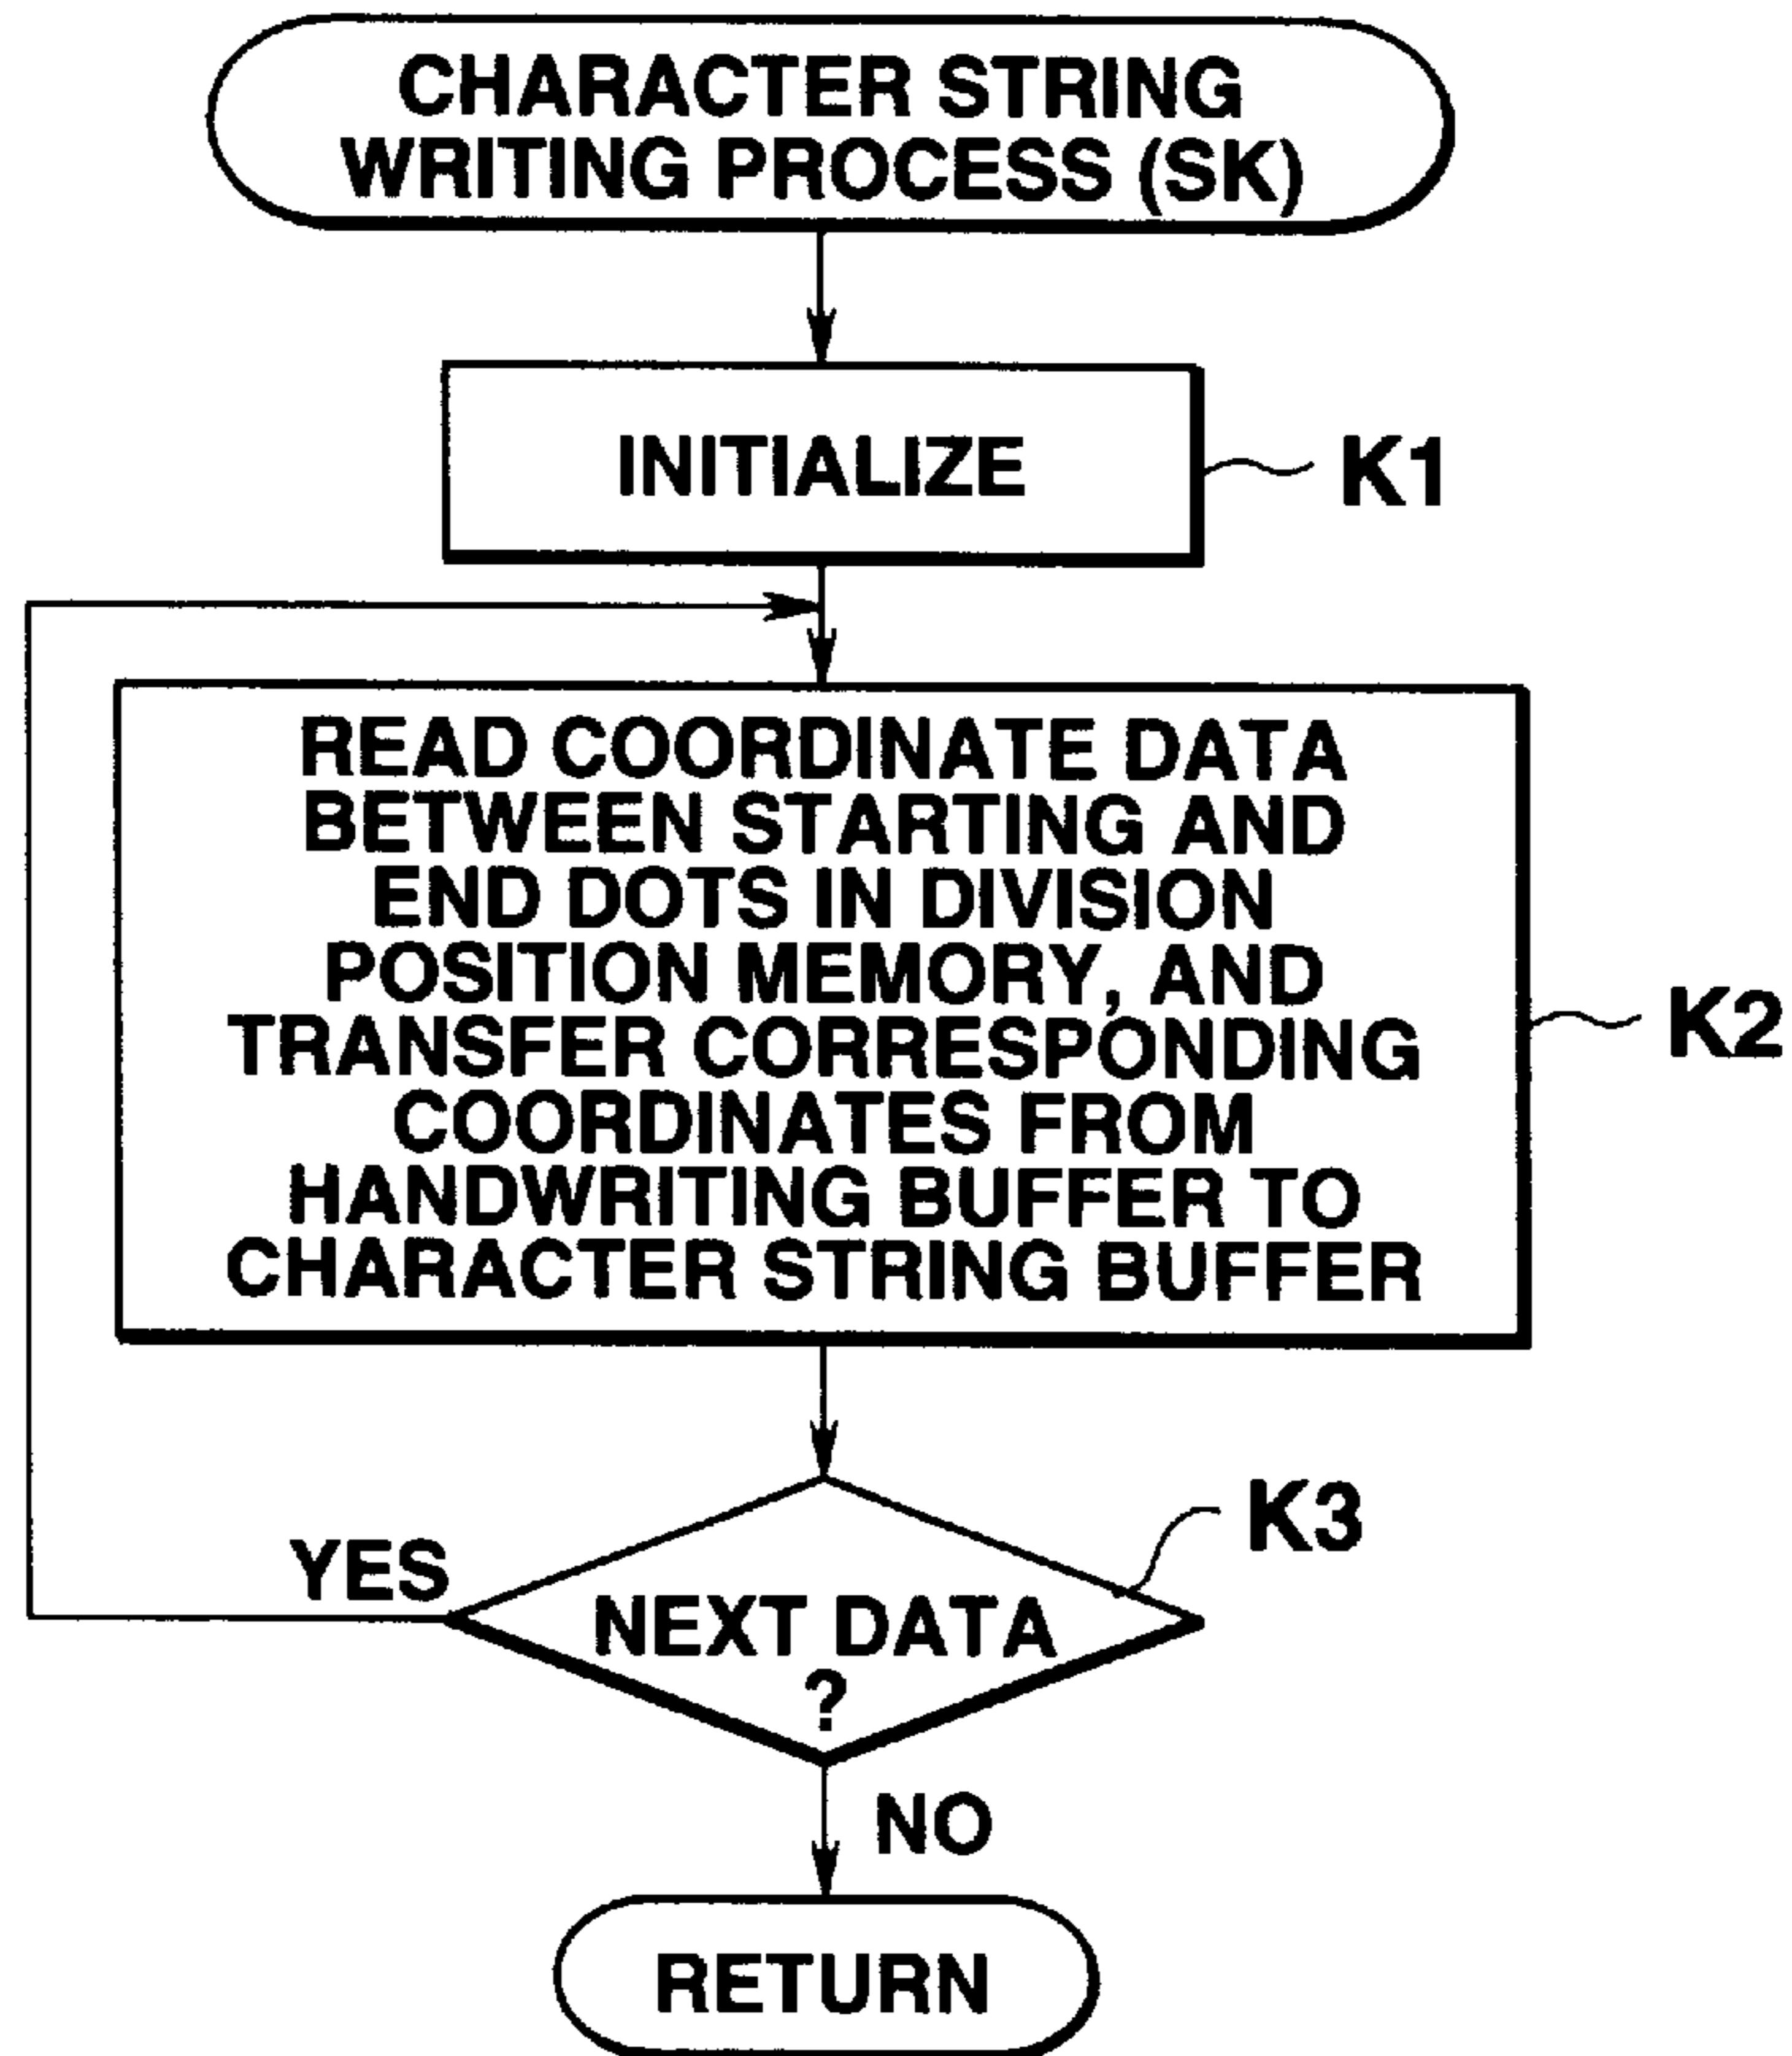 CHARACTER STRING
WRITING PROCESS (SK)
INITIALIZE
K1
READ COORDINATE DATA
BETWEEN STARTING AND
END DOTS IN DIVISION
POSITION MEMORY, AND
TRANSFER CORRESPONDING
COORDINATES FROM
HANDWRITING BUFFER TO
CHARACTER STRING BUFFER
K2
K3
YES
NEXT DATA
?
NO
RETURN